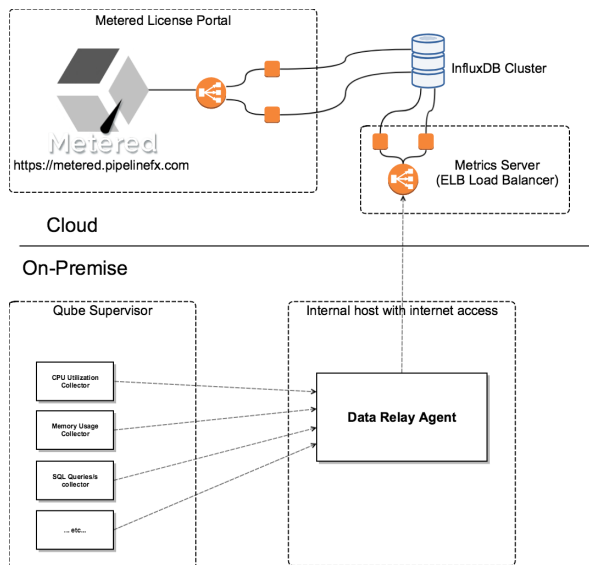 Metered License Portal
InfluxDB Cluster
Metered
https://metered.pipelinefx.com
Metrics Server
(ELB Load Balancer)
Cloud
On-Premise
Qube Supervisor
Internal host with internet access
CPU Utilization
Collector
Memory Usage
Collector
SQL Queries/s
collector
... etc...
Data Relay Agent